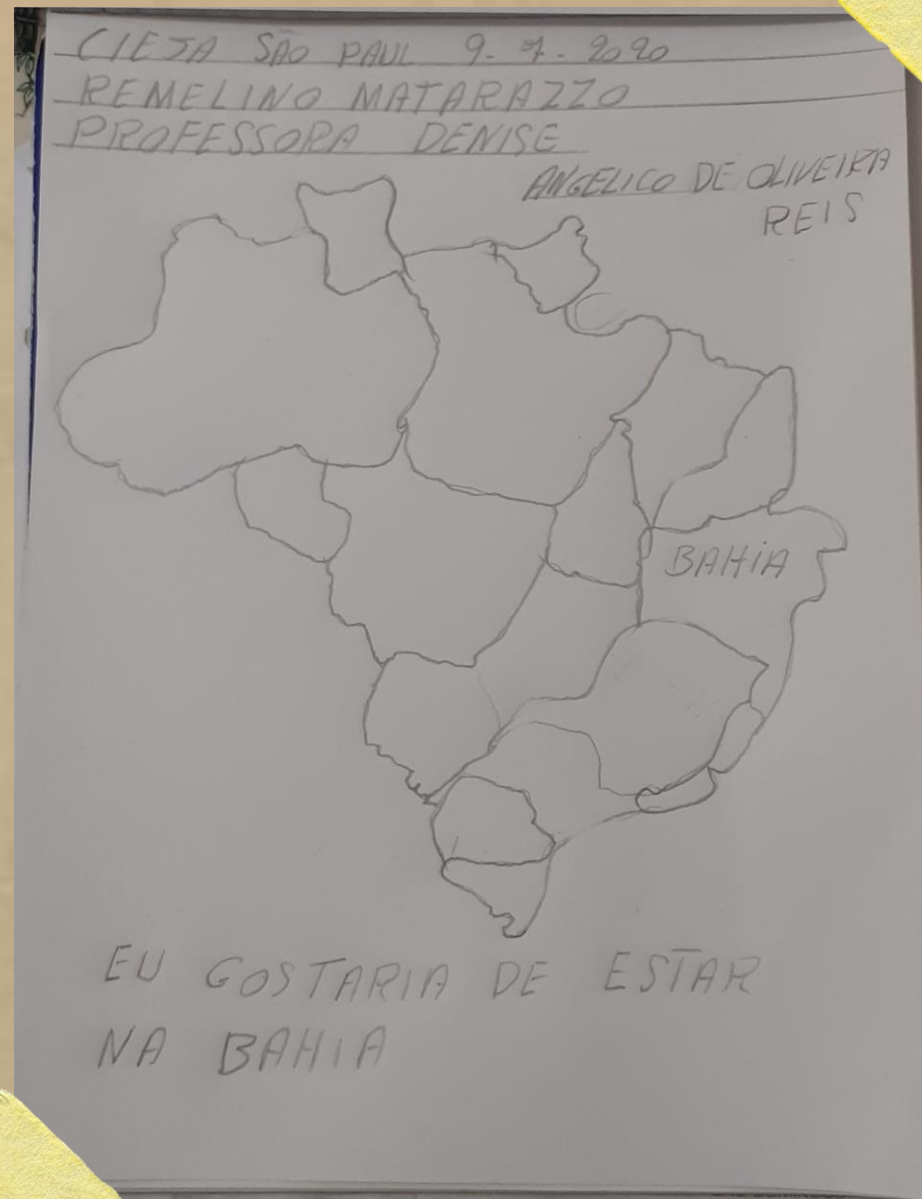 CIEJA SÃO PAUL 9-7-2020
REMELINO MATARAZZO
PROFESSORA DENISE
ANGELICO DE OLIVEIRA
REIS
BAHIA
EU GOSTARIA DE ESTAR
NA BAHIA